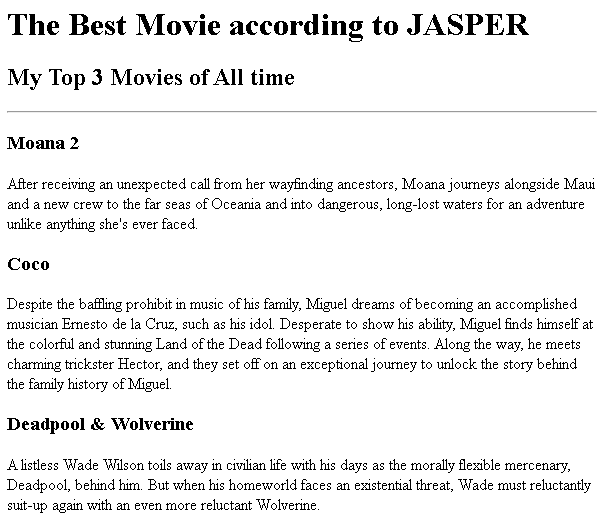 The Best Movie according to JASPER
My Top 3 Movies of All time
Moana 2
After receiving an unexpected call from her wayfinding ancestors, Moana journeys alongside Maui
and a new crew to the far seas of Oceania and into dangerous, long-lost waters for an adventure
unlike anything she's ever faced.
Coco
Despite the baffling prohibit in music of his family, Miguel dreams of becoming an accomplished
musician Ernesto de la Cruz, such as his idol. Desperate to show his ability, Miguel finds himself at
the colorful and stunning Land of the Dead following a series of events. Along the way, he meets
charming trickster Hector, and they set off on an exceptional journey to unlock the story behind
the family history of Miguel.
Deadpool & Wolverine
A listless Wade Wilson toils away in civilian life with his days as the morally flexible mercenary,
Deadpool, behind him. But when his homeworld faces an existential threat, Wade must reluctantly
suit-up again with an even more reluctant Wolverine.